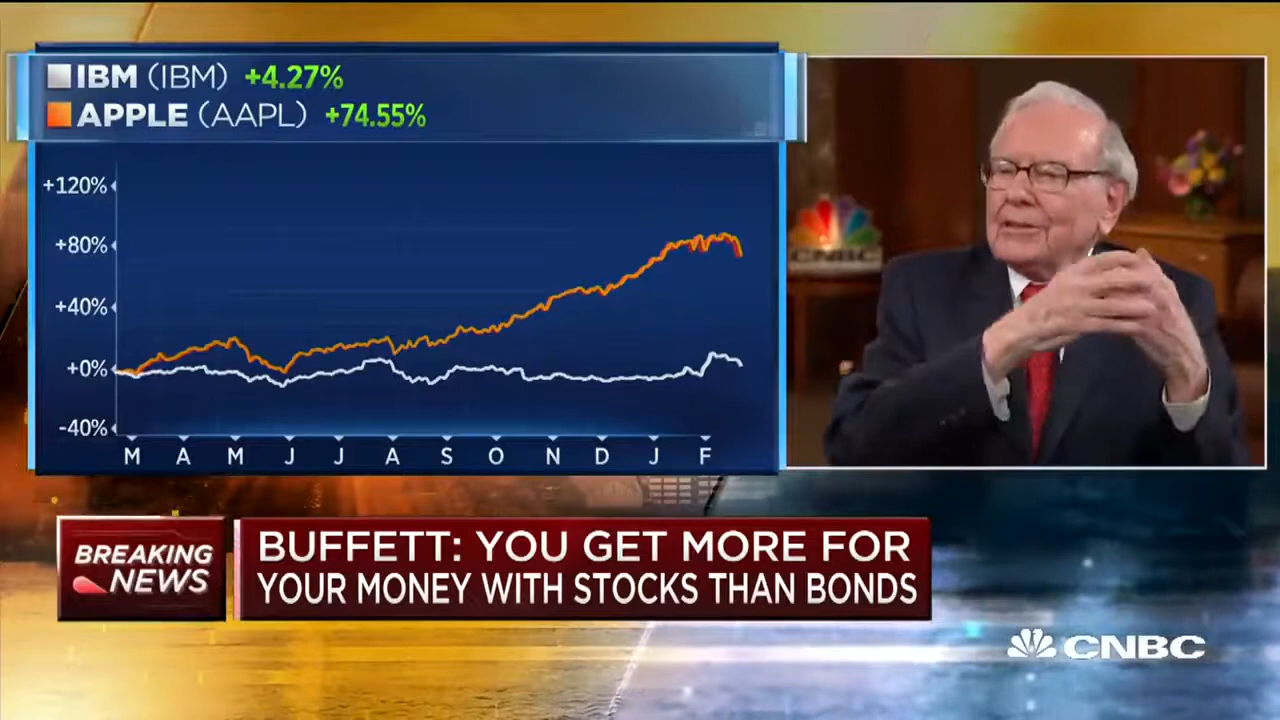 IBM (IBM) +4.27%
APPLE (AAPL) +74.55%
+120%
+80%
+40%
+0%
-40%
M A M J J A S O N D J F
CNBC
BREAKING
NEWS
BUFFETT: YOU GET MORE FOR
YOUR MONEY WITH STOCKS THAN BONDS
CNBC